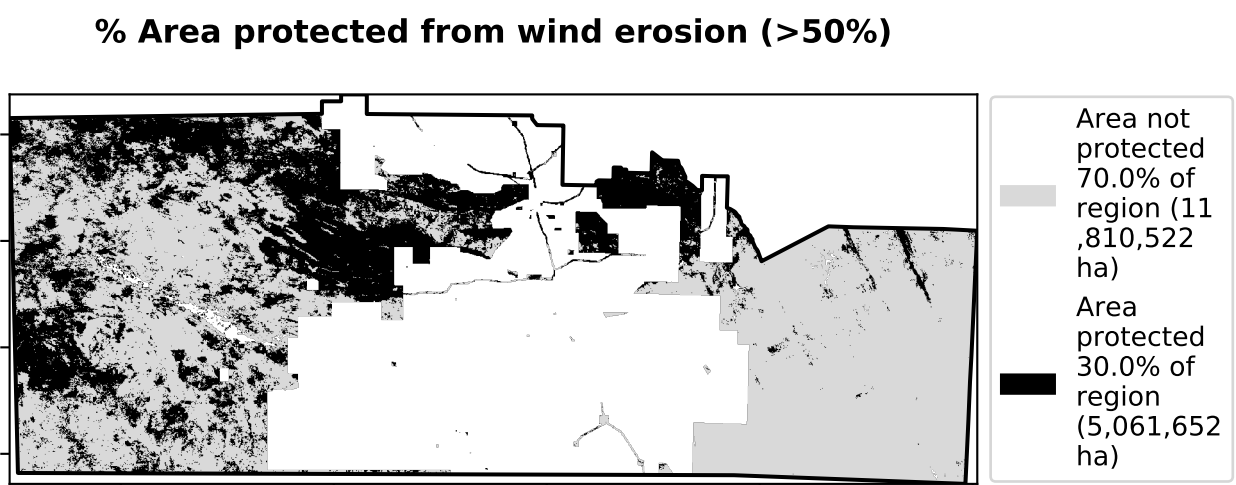 % Area protected from wind erosion (>50%)
Area not
protected
70.0% of
region (11
,810,522
ha)
Area
protected
30.0% of
region
(5,061,652
ha)